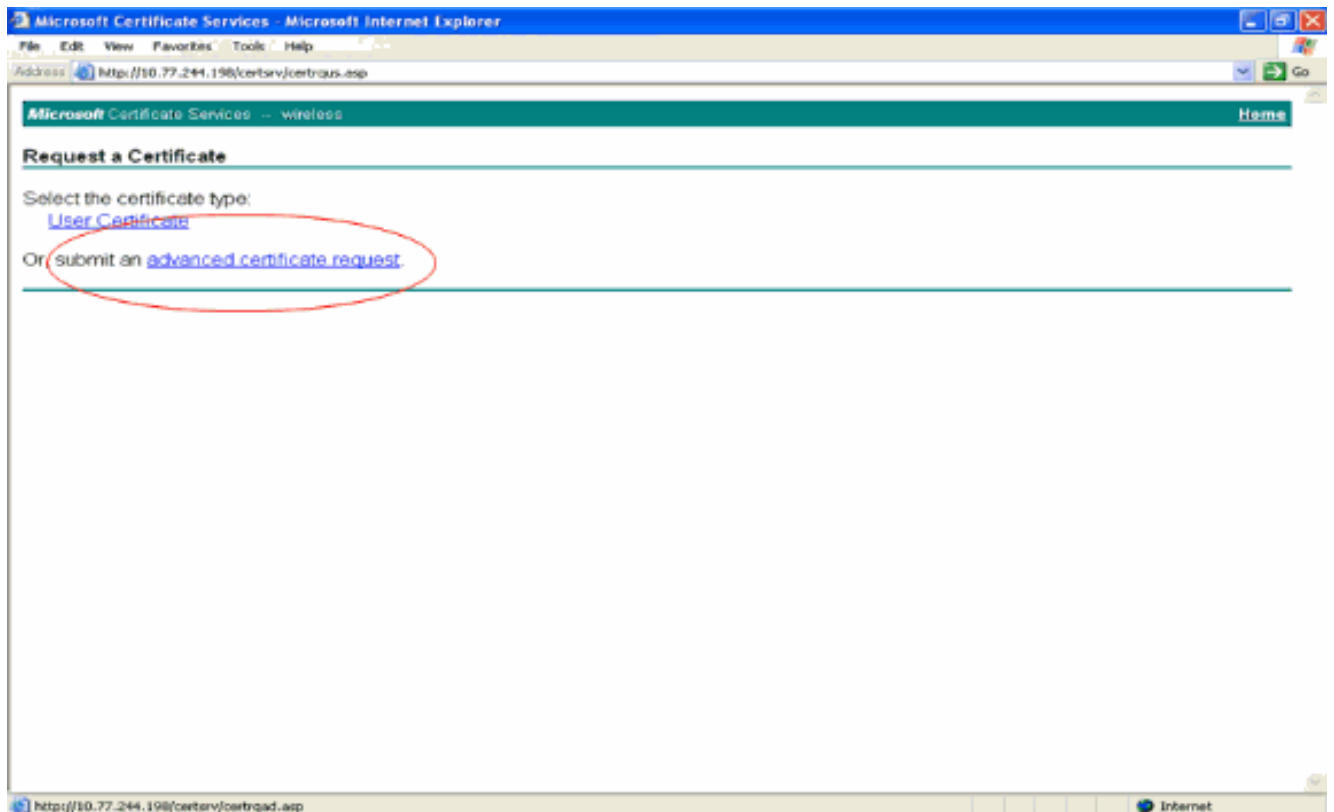 Microsoft Certificate Services - Microsoft Internet Explorer
File Edit View Favorites Tools Help
Address http://10.77.244.198/certsrv/certrqus.asp Go
Microsoft Certificate Services -- wireless Home
Request a Certificate
Select the certificate type:
User Certificate
Or, submit an advanced certificate request.
http://10.77.244.198/certsrv/certrqad.asp Internet